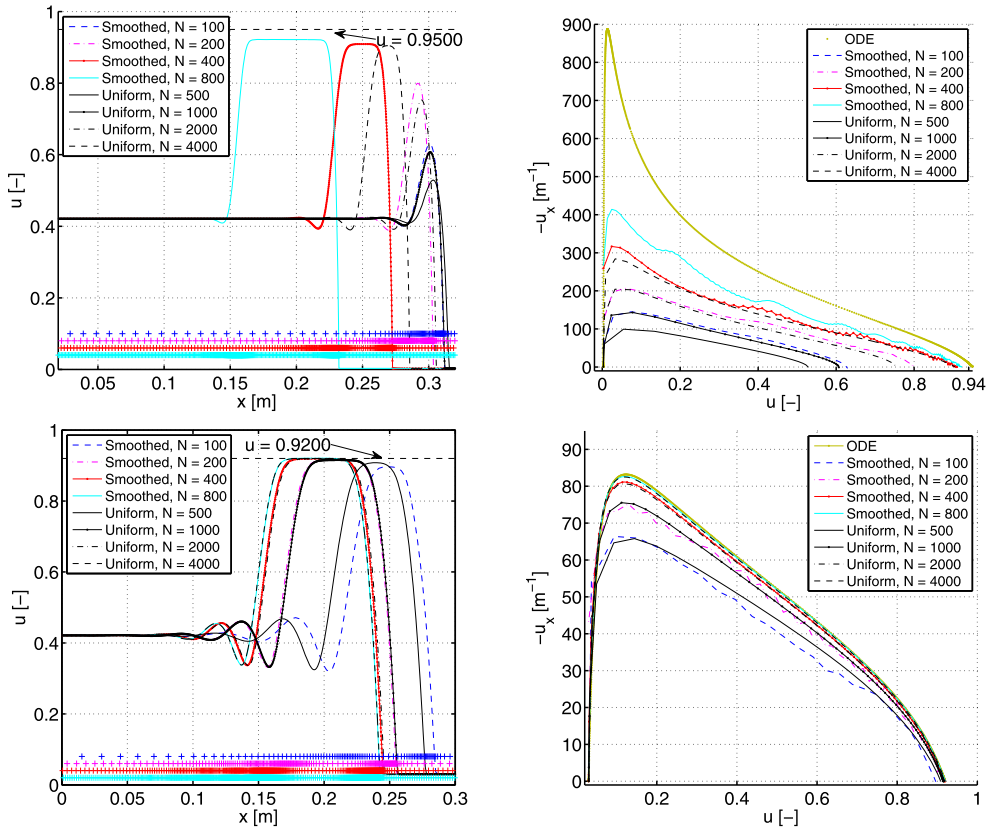 1
0.8
0.6
0.4
0.2
0
u [−]
Smoothed, N = 100
Smoothed, N = 200
Smoothed, N = 400
Smoothed, N = 800
Uniform, N = 500
Uniform, N = 1000
Uniform, N = 2000
Uniform, N = 4000
u = 0.9500
0.05 0.1 0.15 0.2 0.25 0.3
x [m]
900
800
700
600
500
400
300
200
100
0
−ux [m−1]
ODE
Smoothed, N = 100
Smoothed, N = 200
Smoothed, N = 400
Smoothed, N = 800
Uniform, N = 500
Uniform, N = 1000
Uniform, N = 2000
Uniform, N = 4000
0 0.2 0.4 0.6 0.8 0.94
u [−]
1
0.8
0.6
0.4
0.2
0
u [−]
Smoothed, N = 100
Smoothed, N = 200
Smoothed, N = 400
Smoothed, N = 800
Uniform, N = 500
Uniform, N = 1000
Uniform, N = 2000
Uniform, N = 4000
u = 0.9200
0 0.05 0.1 0.15 0.2 0.25 0.3
x [m]
90
80
70
60
50
40
30
20
10
0
−ux [m−1]
ODE
Smoothed, N = 100
Smoothed, N = 200
Smoothed, N = 400
Smoothed, N = 800
Uniform, N = 500
Uniform, N = 1000
Uniform, N = 2000
Uniform, N = 4000
0.2 0.4 0.6 0.8 1
u [−]